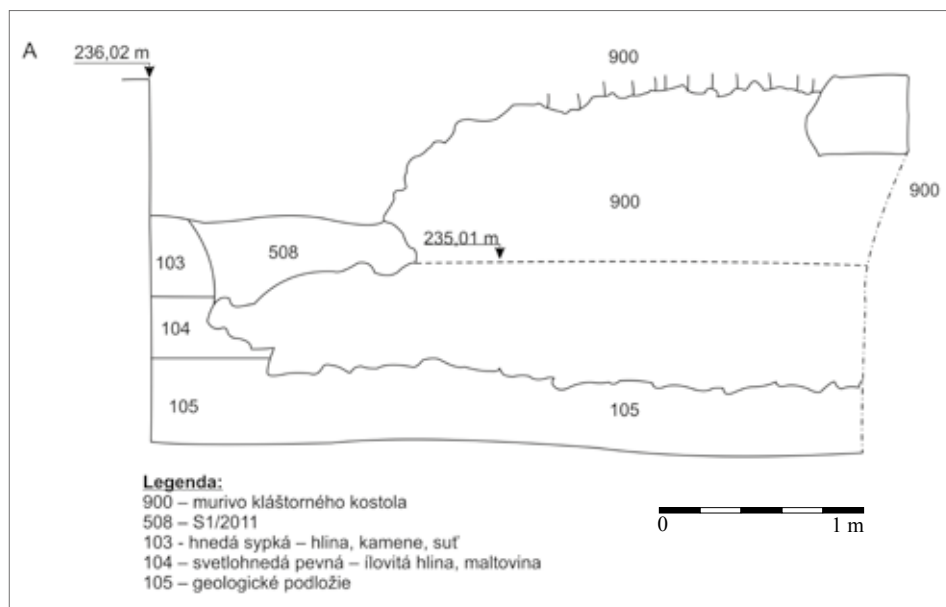 A
236,02 m
900
900
900
235,01 m
508
103
104
105
105
Legenda:
900 – murivo kláštorného kostola
508 – S1/2011
103 - hnedá sypká – hlina, kamene, suť
104 – svetlohnedá pevná – ílovitá hlina, maltovina
105 – geologické podložie
0 1 m